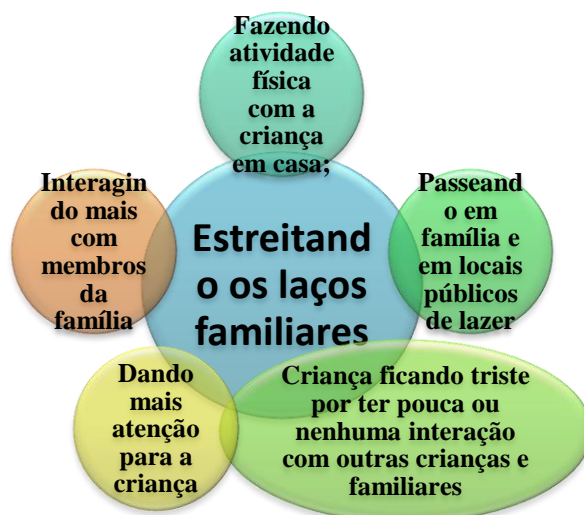 Fazendo
atividade
física
com a
criança
em casa;
Interagin
do mais
com
membros
da
família
Estreitand
o os laços
familiares
Passeand
o em
família e
em locais
públicos
de lazer
Dando
mais
atenção
para a
criança
Criança ficando triste
por ter pouca ou
nenhuma interação
com outras crianças e
familiares